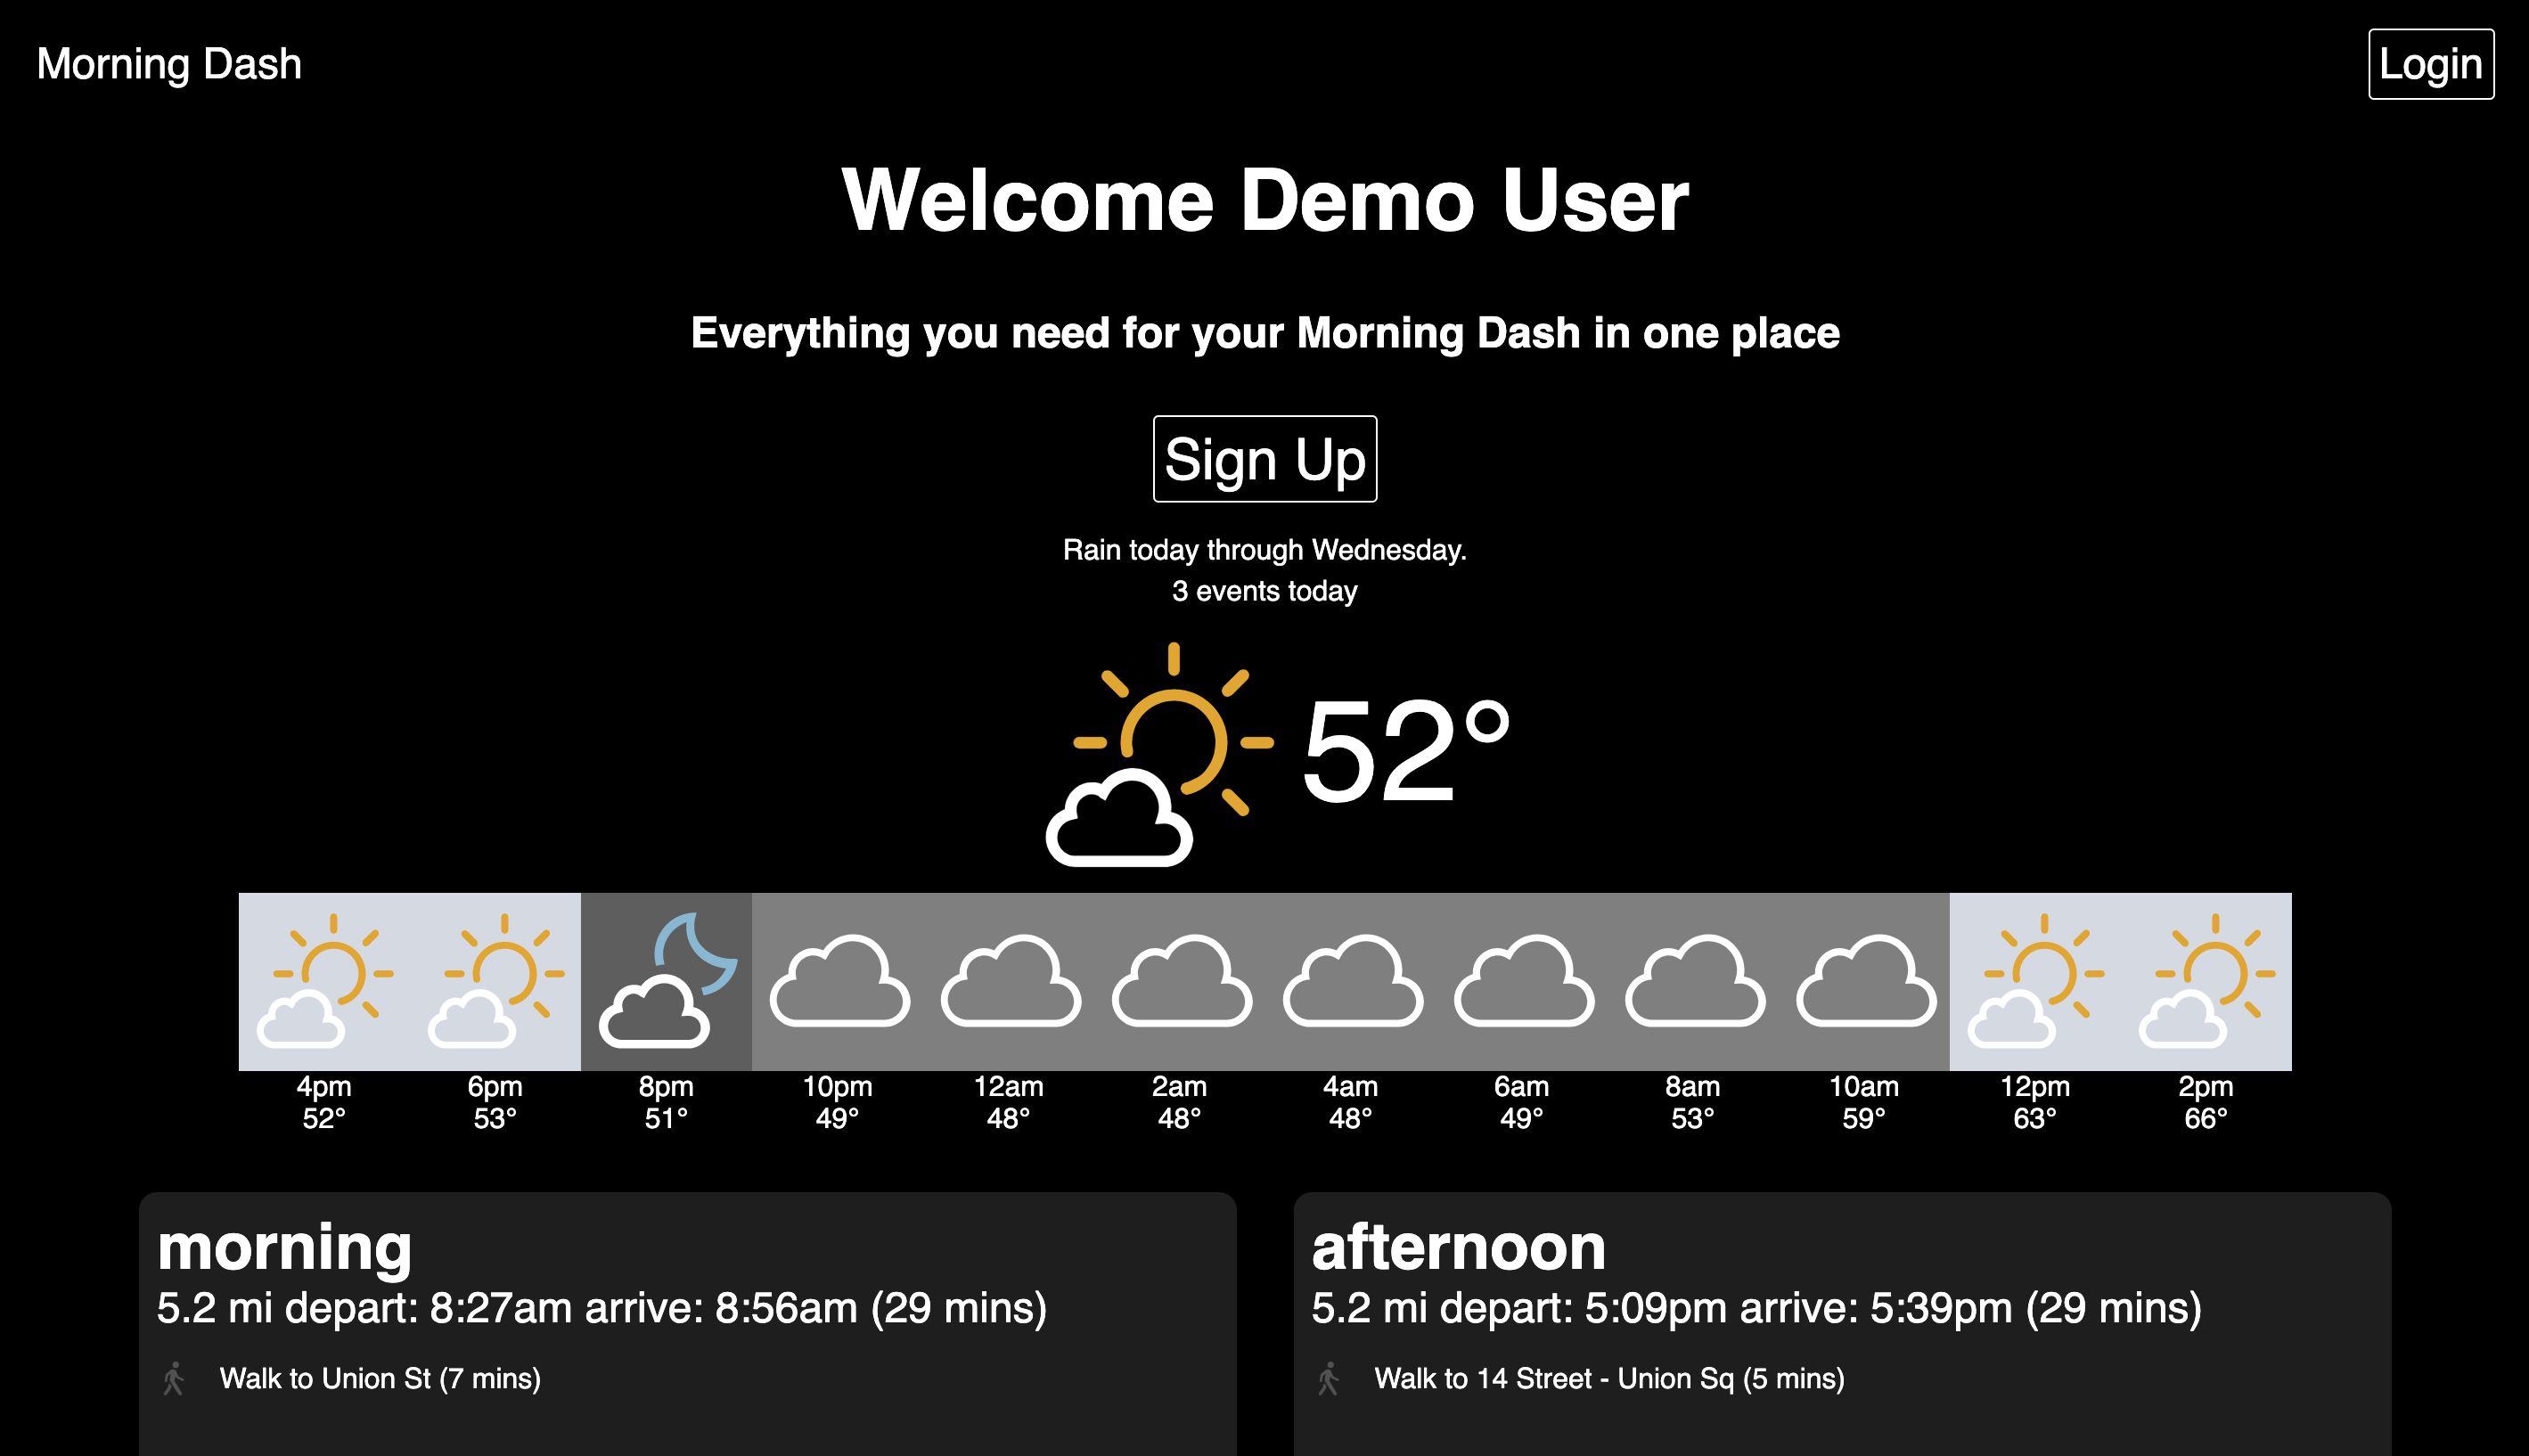 Morning Dash
Login
Welcome Demo User
Everything you need for your Morning Dash in one place
Sign Up
Rain today through Wednesday.
3 events today
52°
4pm 6pm 8pm 10pm 12am 2am 4am 6am 8am 10am 12pm 2pm
52° 53° 51° 49° 48° 48° 48° 49° 53° 59° 63° 66°
morning
5.2 mi depart: 8:27am arrive: 8:56am (29 mins)
Walk to Union St (7 mins)
afternoon
5.2 mi depart: 5:09pm arrive: 5:39pm (29 mins)
Walk to 14 Street - Union Sq (5 mins)